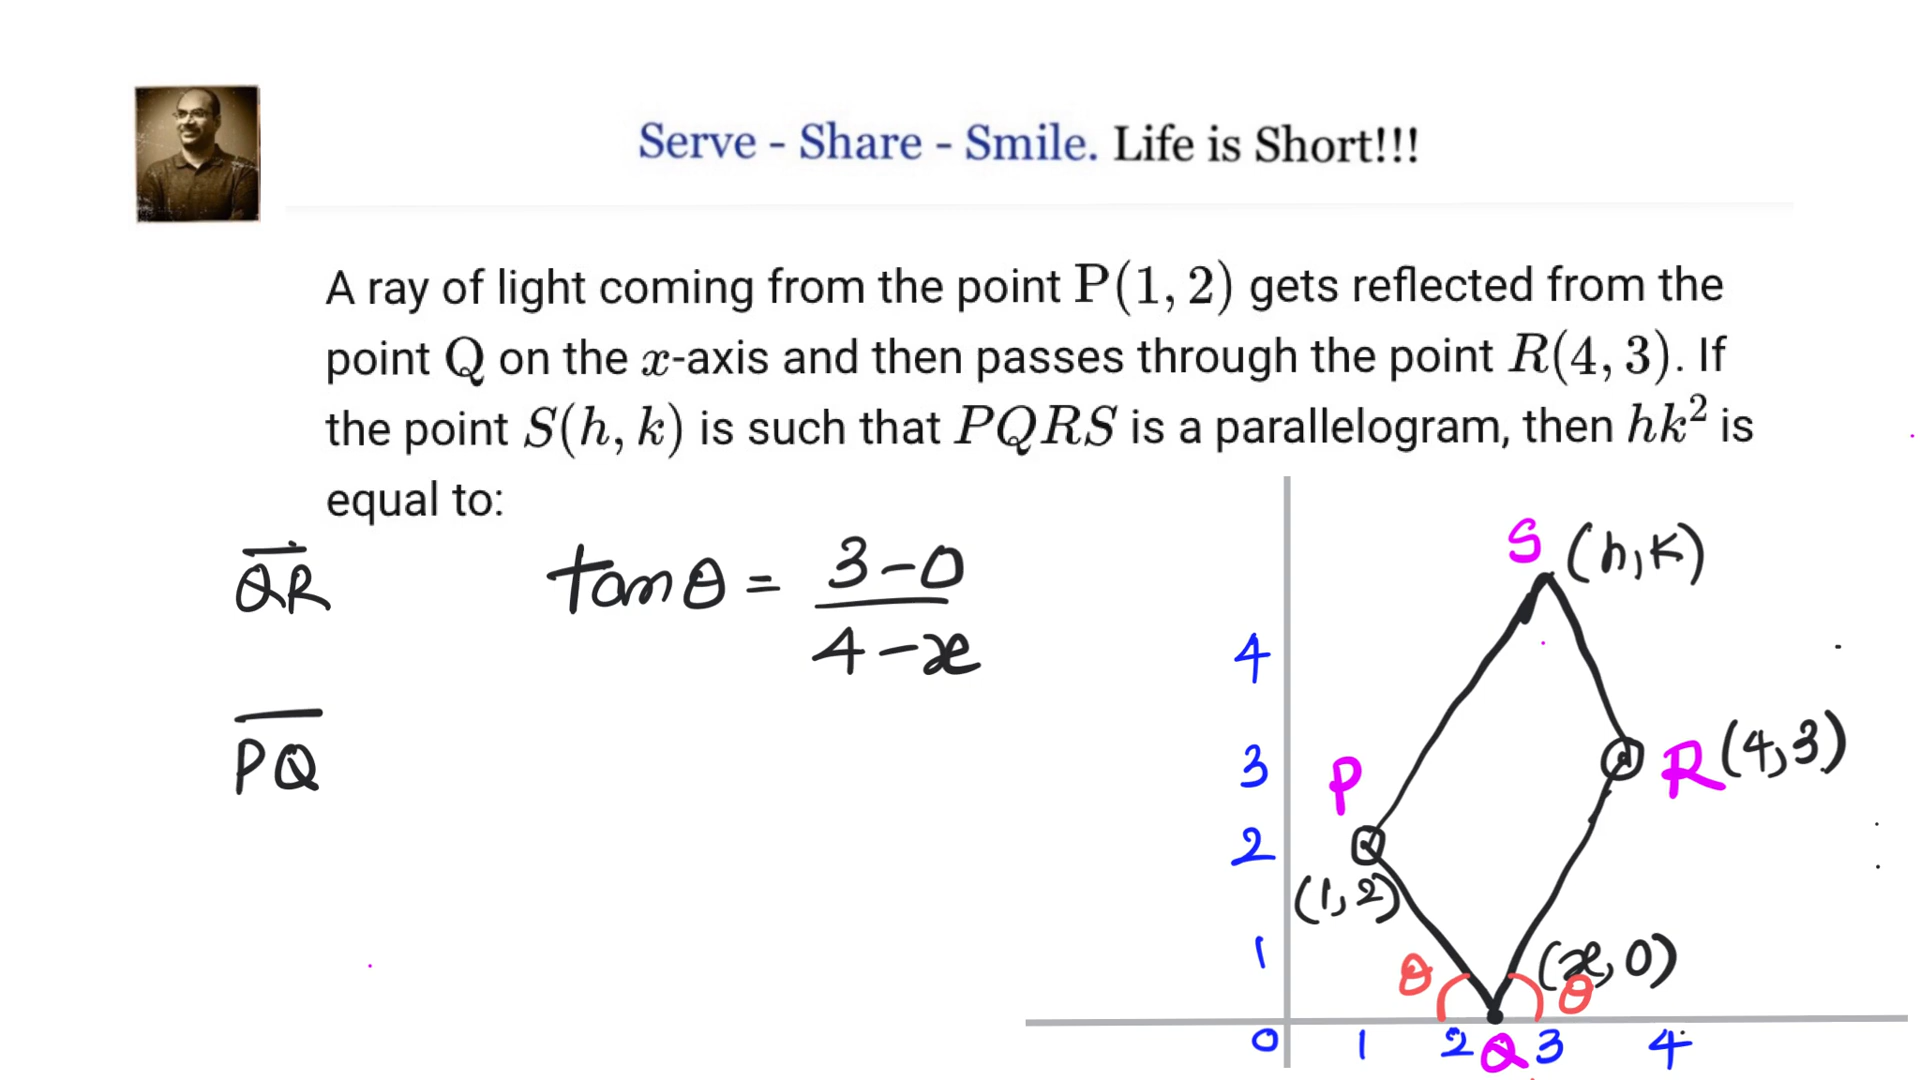 Serve - Share - Smile. Life is Short!!!
A ray of light coming from the point P(1, 2) gets reflected from the
point Q on the x-axis and then passes through the point R(4, 3). If
the point S(h, k) is such that PQRS is a parallelogram, then hk² is
equal to:
QR tanθ = 3-0
4-x
PQ
S (h,k)
4
3 P R (4,3)
2
(1,2)
1 θ (x,0)
θ
0 1 2 Q 3 4